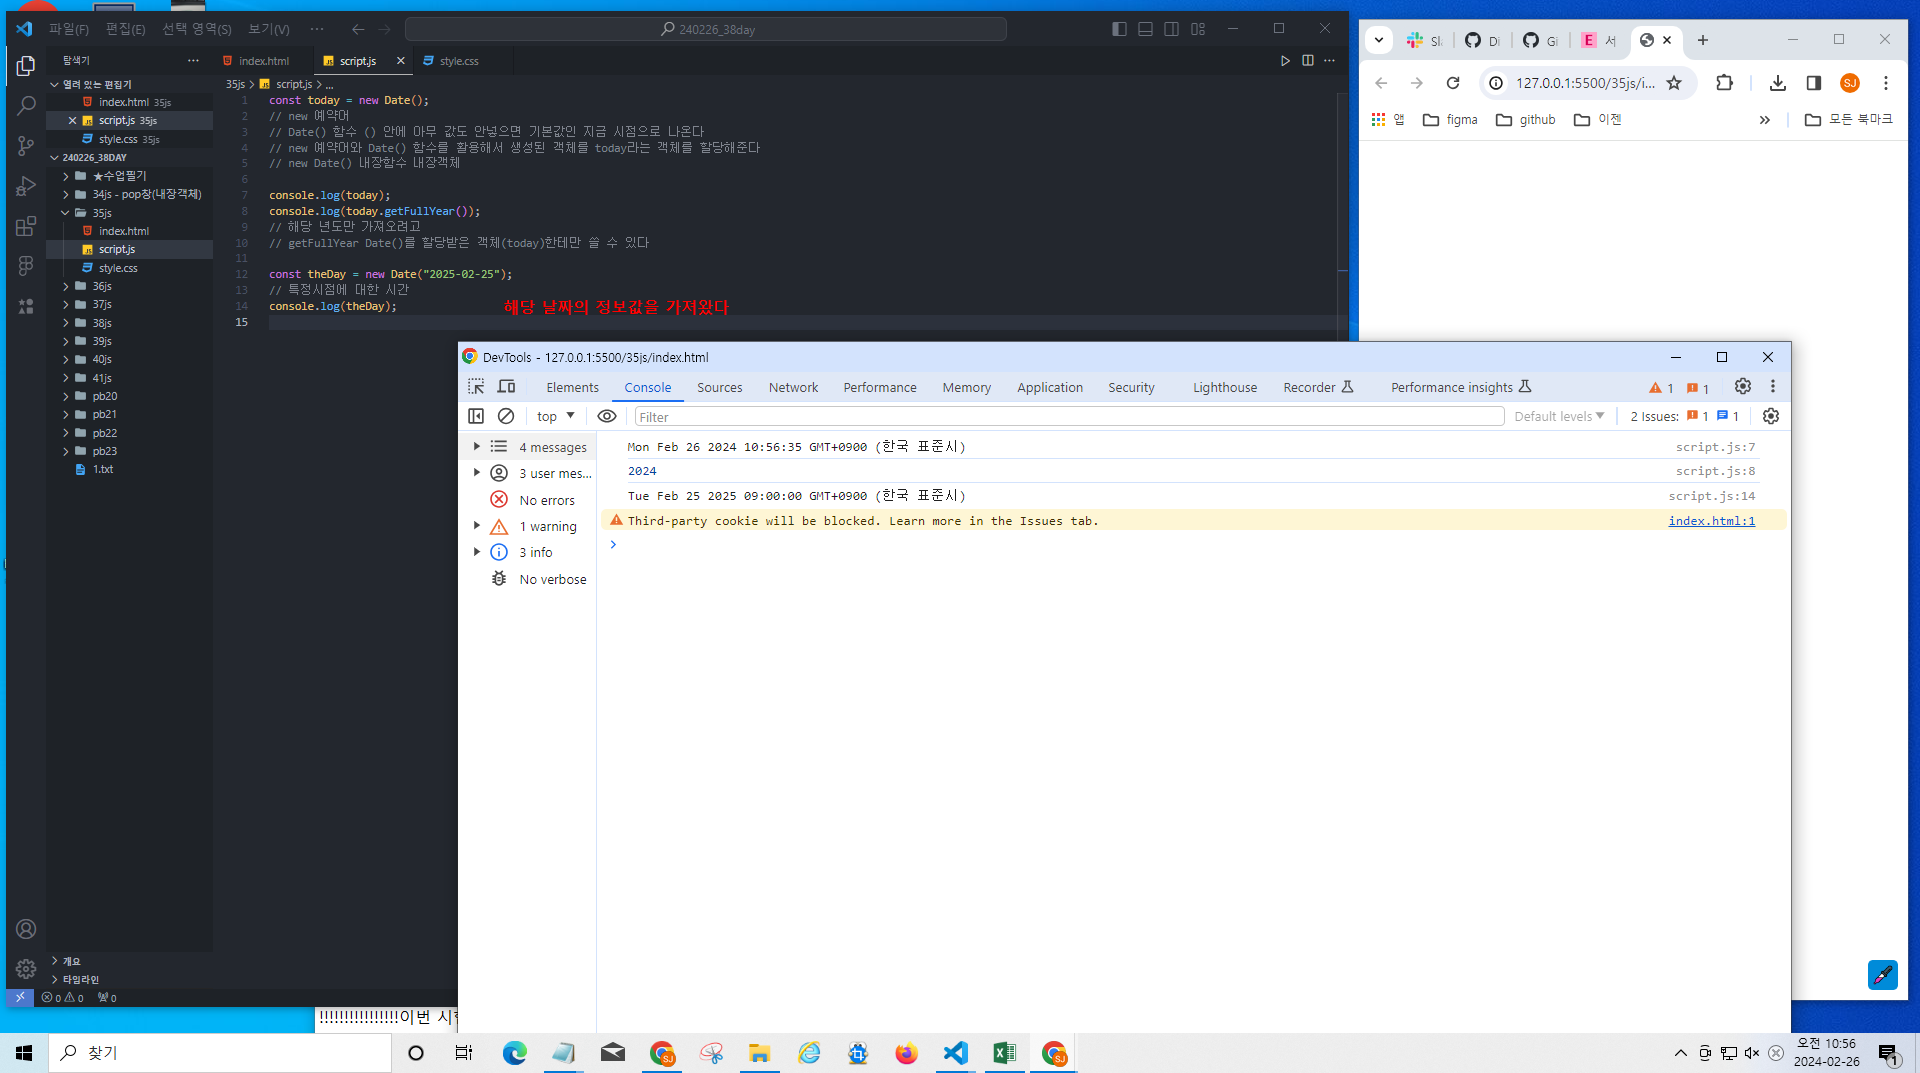 파일(F) 편집(E) 선택 영역(S) 보기(V) ··· 240226_38day
탐색기 ···
열려 있는 편집기
index.html 35js
script.js 35js
style.css 35js
240226_38DAY
★수업필기
34js - pop창(내장객체)
35js
index.html
script.js
style.css
36js
37js
38js
39js
40js
41js
pb20
pb21
pb22
pb23
1.txt
개요
타임라인
0 0 0
index.html script.js style.css
35js > script.js > ...
1 const today = new Date();
2 // new 예약어
3 // Date() 함수 () 안에 아무 값도 안넣으면 기본값인 지금 시점으로 나온다
4 // new 예약어와 Date() 함수를 활용해서 생성된 객체를 today라는 객체를 할당해준다
5 // new Date() 내장함수 내장객체
6
7 console.log(today);
8 console.log(today.getFullYear());
9 // 해당 년도만 가져오려고
10 // getFullYear Date()를 할당받은 객체(today)한테만 쓸 수 있다
11
12 const theDay = new Date("2025-02-25");
13 // 특정시점에 대한 시간
14 console.log(theDay); 해당 날짜의 정보값을 가져왔다
15
Di Gi E 서
127.0.0.1:5500/35js/i... SJ
앱 figma github 이젠 » 모든 북마크
DevTools - 127.0.0.1:5500/35js/index.html
Elements Console Sources Network Performance Memory Application Security Lighthouse Recorder Performance insights 1 1
top Filter Default levels 2 Issues: 1 1
4 messages
3 user mes...
No errors
1 warning
3 info
No verbose
Mon Feb 26 2024 10:56:35 GMT+0900 (한국 표준시) script.js:7
2024 script.js:8
Tue Feb 25 2025 09:00:00 GMT+0900 (한국 표준시) script.js:14
Third-party cookie will be blocked. Learn more in the Issues tab. index.html:1
!!!!!!!!!!!!!!!!이번
찾기
오전 10:56
2024-02-26
1